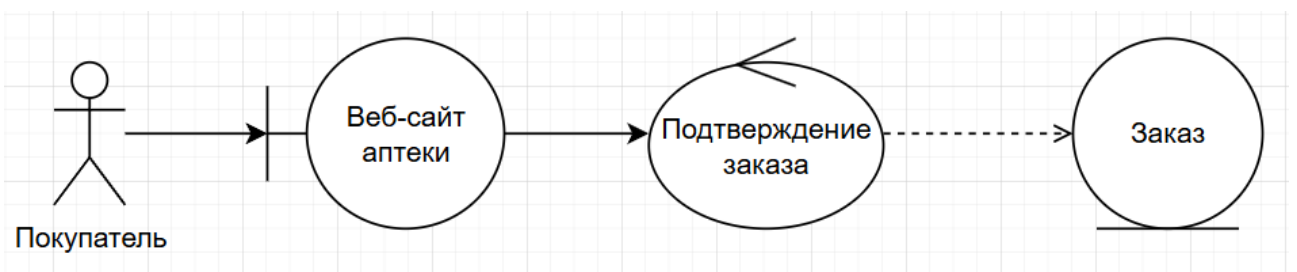 Покупатель
Веб-сайт
аптеки
Подтверждение
заказа
Заказ